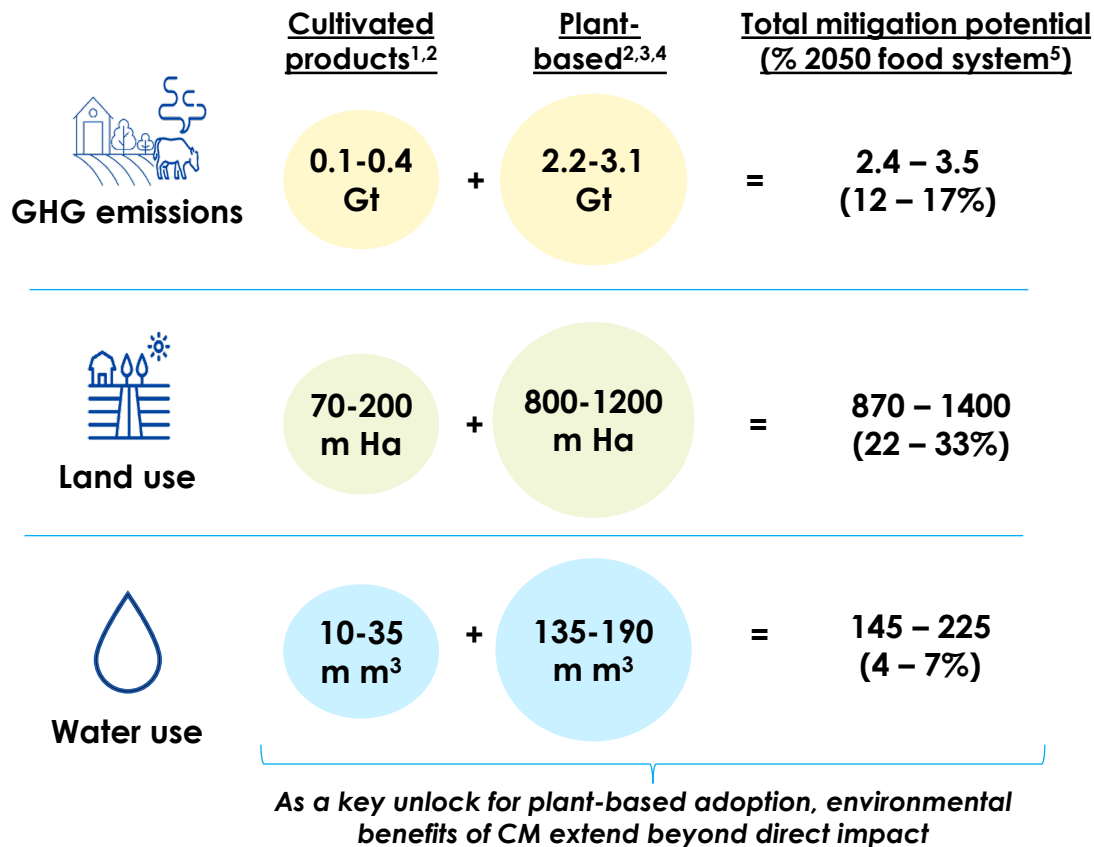 Cultivated
products1,2
Plant-
based2,3,4
Total mitigation potential
(% 2050 food system5)
GHG emissions
0.1-0.4
Gt
+
2.2-3.1
Gt
=
2.4 – 3.5
(12 – 17%)
Land use
70-200
m Ha
+
800-1200
m Ha
=
870 – 1400
(22 – 33%)
Water use
10-35
m m3
+
135-190
m m3
=
145 – 225
(4 – 7%)
As a key unlock for plant-based adoption, environmental
benefits of CM extend beyond direct impact